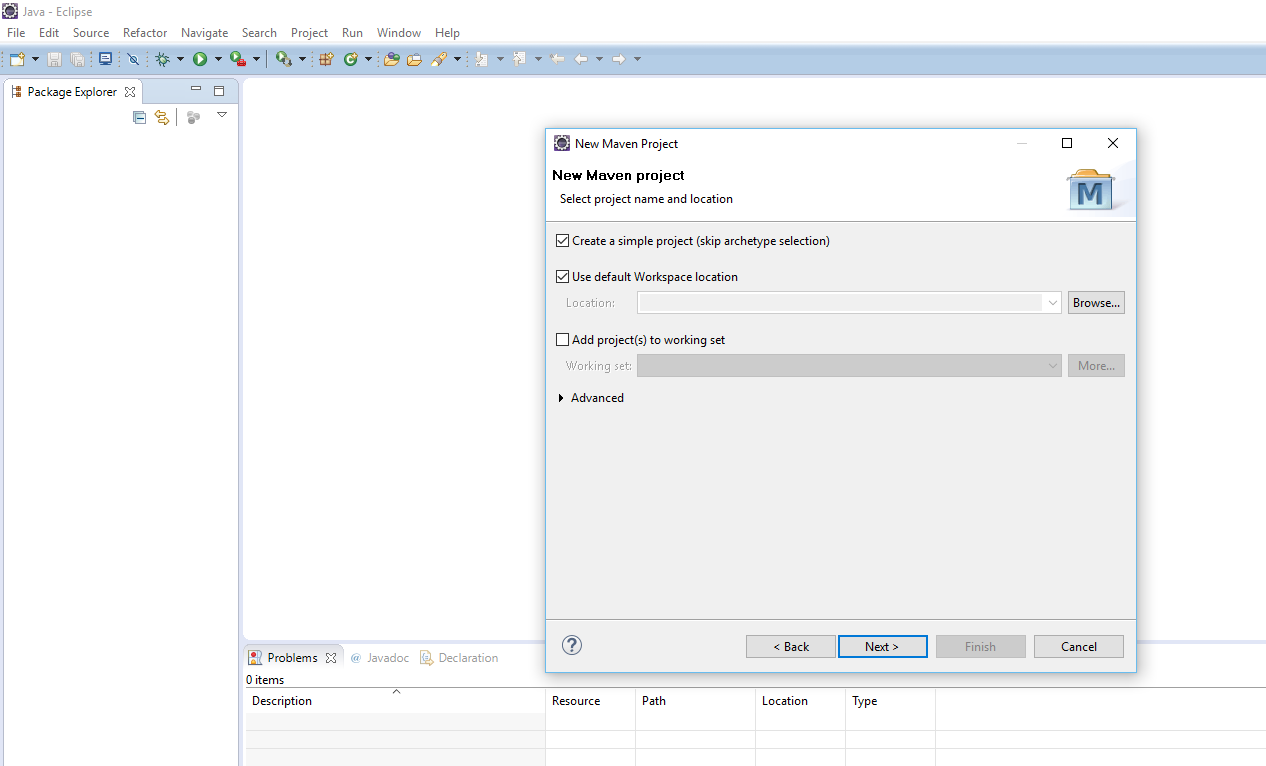 Java - Eclipse
File Edit Source Refactor Navigate Search Project Run Window Help
Package Explorer
New Maven Project
New Maven project
Select project name and location
M
Create a simple project (skip archetype selection)
Use default Workspace location
Location: Browse...
Add project(s) to working set
Working set: More...
Advanced
? < Back Next > Finish Cancel
Problems @ Javadoc Declaration
0 items
Description Resource Path Location Type